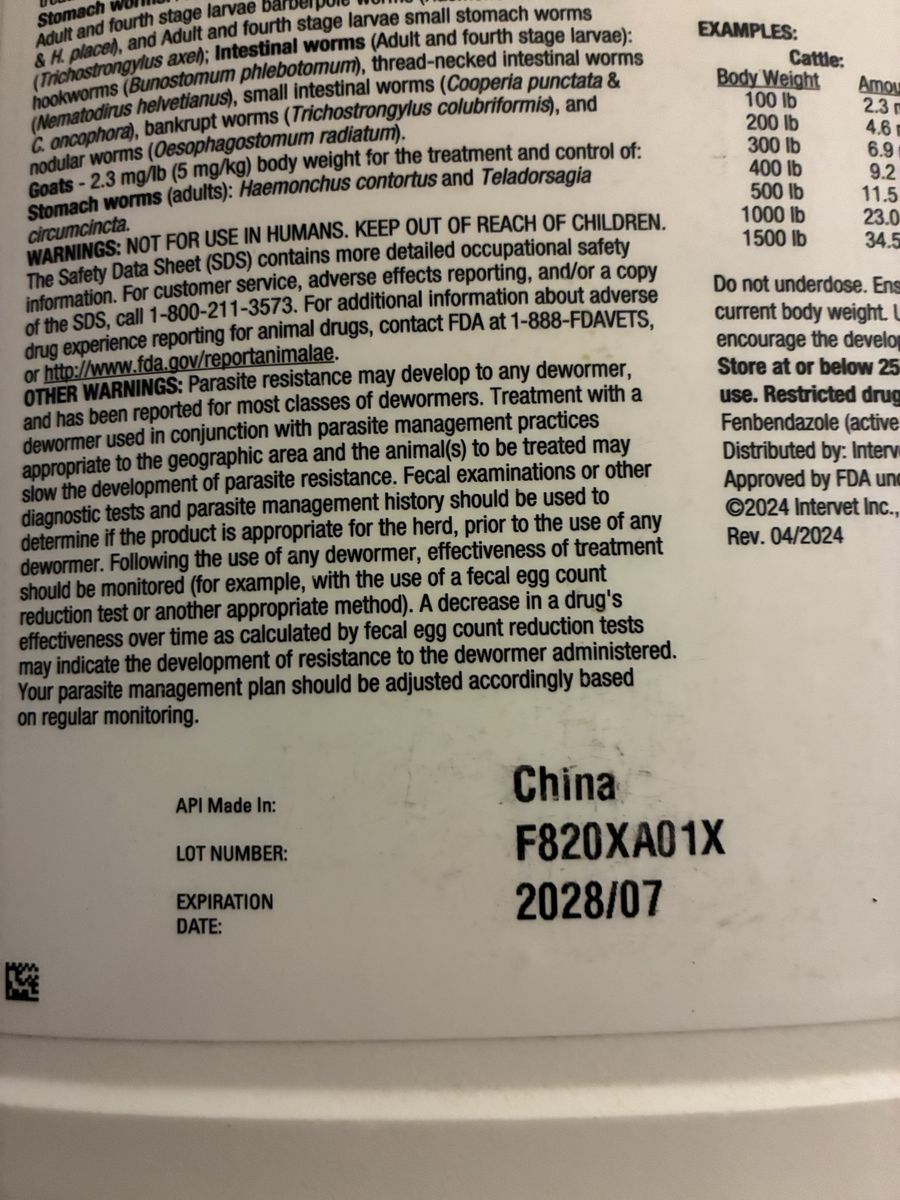 Stomach
Adult and fourth stage larvae barberpole
& H. placei), and Adult and fourth stage larvae small stomach worms
(Trichostrongylus axei); Intestinal worms (Adult and fourth stage larvae):
hookworms (Bunostomum phlebotomum), thread-necked intestinal worms
(Nematodirus helvetianus), small intestinal worms (Cooperia punctata &
C. oncophora), bankrupt worms (Trichostrongylus colubriformis), and
nodular worms (Oesophagostomum radiatum).
Goats - 2.3 mg/lb (5 mg/kg) body weight for the treatment and control of:
Stomach worms (adults): Haemonchus contortus and Teladorsagia
circumcincta.
WARNINGS: NOT FOR USE IN HUMANS. KEEP OUT OF REACH OF CHILDREN.
The Safety Data Sheet (SDS) contains more detailed occupational safety
information. For customer service, adverse effects reporting, and/or a copy
of the SDS, call 1-800-211-3573. For additional information about adverse
drug experience reporting for animal drugs, contact FDA at 1-888-FDAVETS,
or http://www.fda.gov/reportanimalae.
OTHER WARNINGS: Parasite resistance may develop to any dewormer,
and has been reported for most classes of dewormers. Treatment with a
dewormer used in conjunction with parasite management practices
appropriate to the geographic area and the animal(s) to be treated may
slow the development of parasite resistance. Fecal examinations or other
diagnostic tests and parasite management history should be used to
determine if the product is appropriate for the herd, prior to the use of any
dewormer. Following the use of any dewormer, effectiveness of treatment
should be monitored (for example, with the use of a fecal egg count
reduction test or another appropriate method). A decrease in a drug's
effectiveness over time as calculated by fecal egg count reduction tests
may indicate the development of resistance to the dewormer administered.
Your parasite management plan should be adjusted accordingly based
on regular monitoring.
EXAMPLES:
Cattle:
Body Weight Amou
100 lb 2.3
200 lb 4.6
300 lb 6.9
400 lb 9.2
500 lb 11.5
1000 lb 23.0
1500 lb 34.5
Do not underdose. Ens
current body weight.
encourage the develop
Store at or below 25
use. Restricted drug
Fenbendazole (active
Distributed by: Interv
Approved by FDA un
©2024 Intervet Inc.,
Rev. 04/2024
API Made In: China
LOT NUMBER: F820XA01X
EXPIRATION
DATE: 2028/07